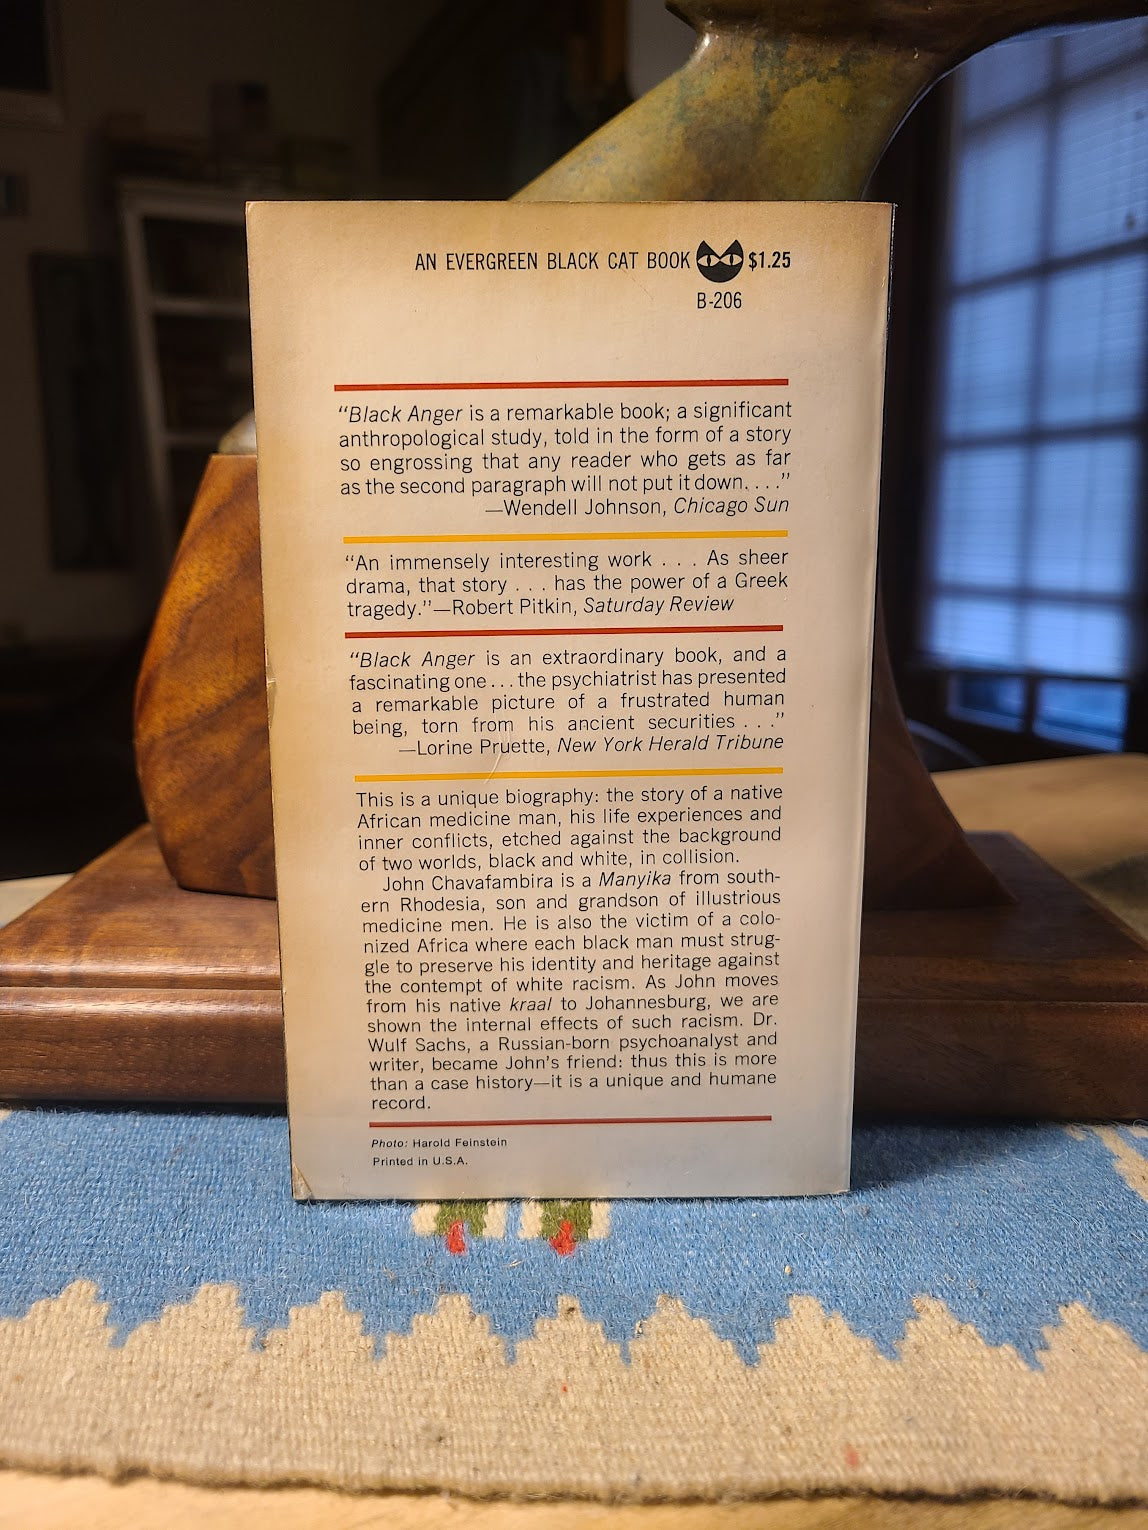 AN EVERGREEN BLACK CAT BOOK $1.25
B-206
“Black Anger is a remarkable book; a significant
anthropological study, told in the form of a story
so engrossing that any reader who gets as far
as the second paragraph will not put it down. . . .”
—Wendell Johnson, Chicago Sun
“An immensely interesting work . . . As sheer
drama, that story . . . has the power of a Greek
tragedy.”—Robert Pitkin, Saturday Review
“Black Anger is an extraordinary book, and a
fascinating one . . . the psychiatrist has presented
a remarkable picture of a frustrated human
being, torn from his ancient securities . . .”
—Lorine Pruette, New York Herald Tribune
This is a unique biography: the story of a native
African medicine man, his life experiences and
inner conflicts, etched against the background
of two worlds, black and white, in collision.
John Chavafambira is a Manyika from south-
ern Rhodesia, son and grandson of illustrious
medicine men. He is also the victim of a colo-
nized Africa where each black man must strug-
gle to preserve his identity and heritage against
the contempt of white racism. As John moves
from his native kraal to Johannesburg, we are
shown the internal effects of such racism. Dr.
Wulf Sachs, a Russian-born psychoanalyst and
writer, became John’s friend: thus this is more
than a case history—it is a unique and humane
record.
Photo: Harold Feinstein
Printed in U.S.A.